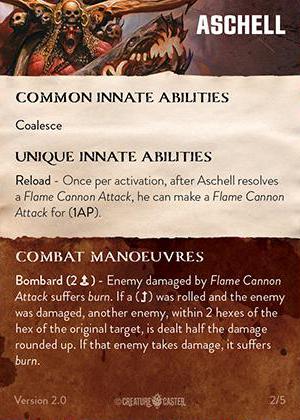 ASCHELL
COMMON INNATE ABILITIES
Coalesce
UNIQUE INNATE ABILITIES
Reload - Once per activation, after Aschell resolves
a Flame Cannon Attack, he can make a Flame Cannon
Attack for (1AP).
COMBAT MANOEUVRES
Bombard (2 ) - Enemy damaged by Flame Cannon
Attack suffers burn. If a ( ) was rolled and the enemy
was damaged, another enemy, within 2 hexes of the
hex of the original target, is dealt half the damage
rounded up. If that enemy takes damage, it suffers
burn.
Version 2.0
©CREATURE CASTER
2/5